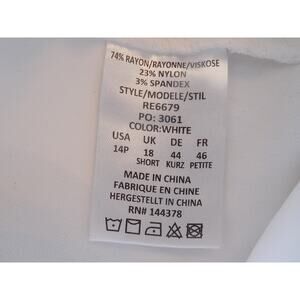 74% RAYON/RAYONNE/VISKOSE
23% NYLON
3% SPANDEX
STYLE/MODELE/STIL
RE6679
PO: 3061
COLOR:WHITE
USA UK DE FR
14P 18 44 46
SHORT KURZ PETITE
MADE IN CHINA
FABRIQUE EN CHINE
HERGESTELLT IN CHINA
RN# 144378